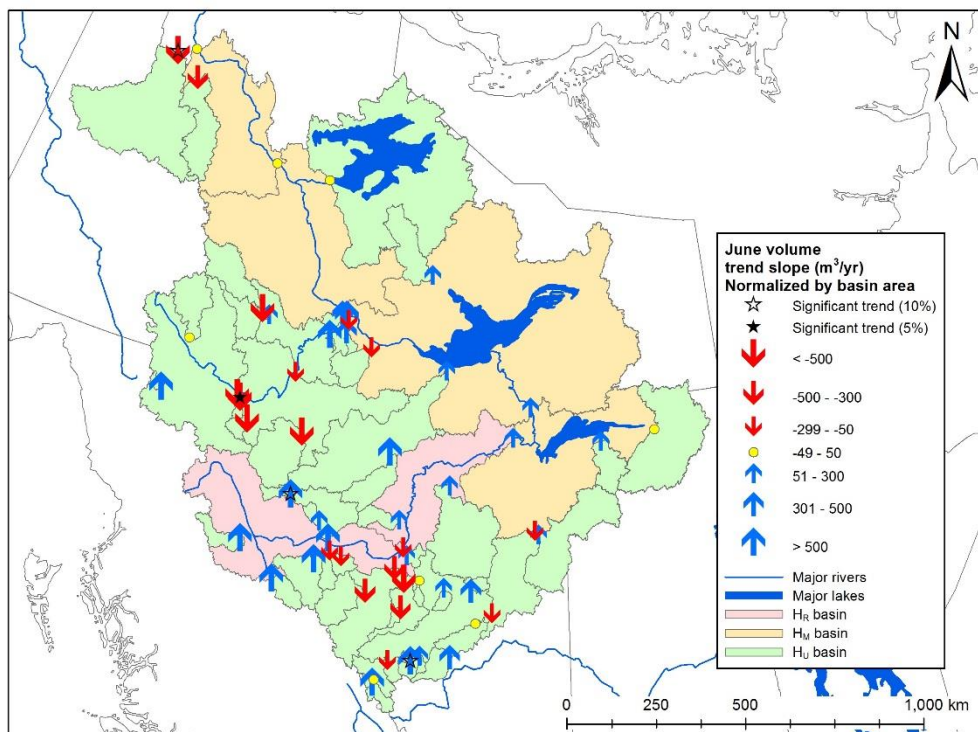 N
June volume
trend slope (m³/yr)
Normalized by basin area
Significant trend (10%)
Significant trend (5%)
< -500
-500 - -300
-299 - -50
-49 - 50
51 - 300
301 - 500
> 500
Major rivers
Major lakes
H_R basin
H_M basin
H_U basin
0 250 500 1,000 km